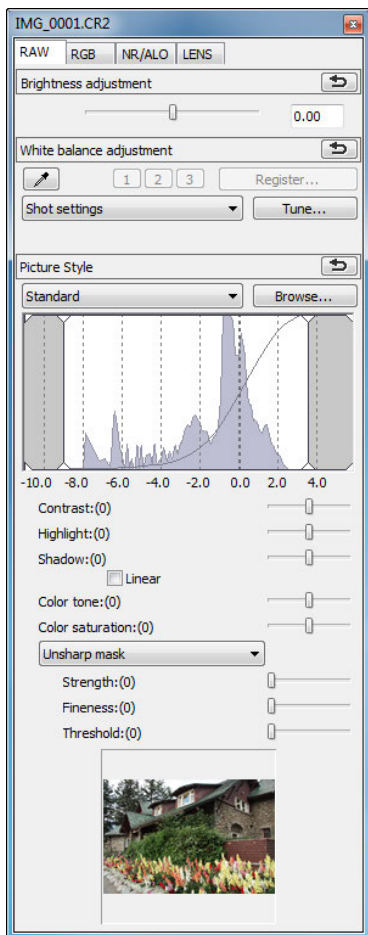 IMG_0001.CR2
RAW RGB NR/ALO LENS
Brightness adjustment
0.00
White balance adjustment
1 2 3 Register...
Shot settings Tune...
Picture Style
Standard Browse...
-10.0 -8.0 -6.0 -4.0 -2.0 0.0 2.0 4.0
Contrast:(0)
Highlight:(0)
Shadow:(0)
Linear
Color tone:(0)
Color saturation:(0)
Unsharp mask
Strength:(0)
Fineness:(0)
Threshold:(0)